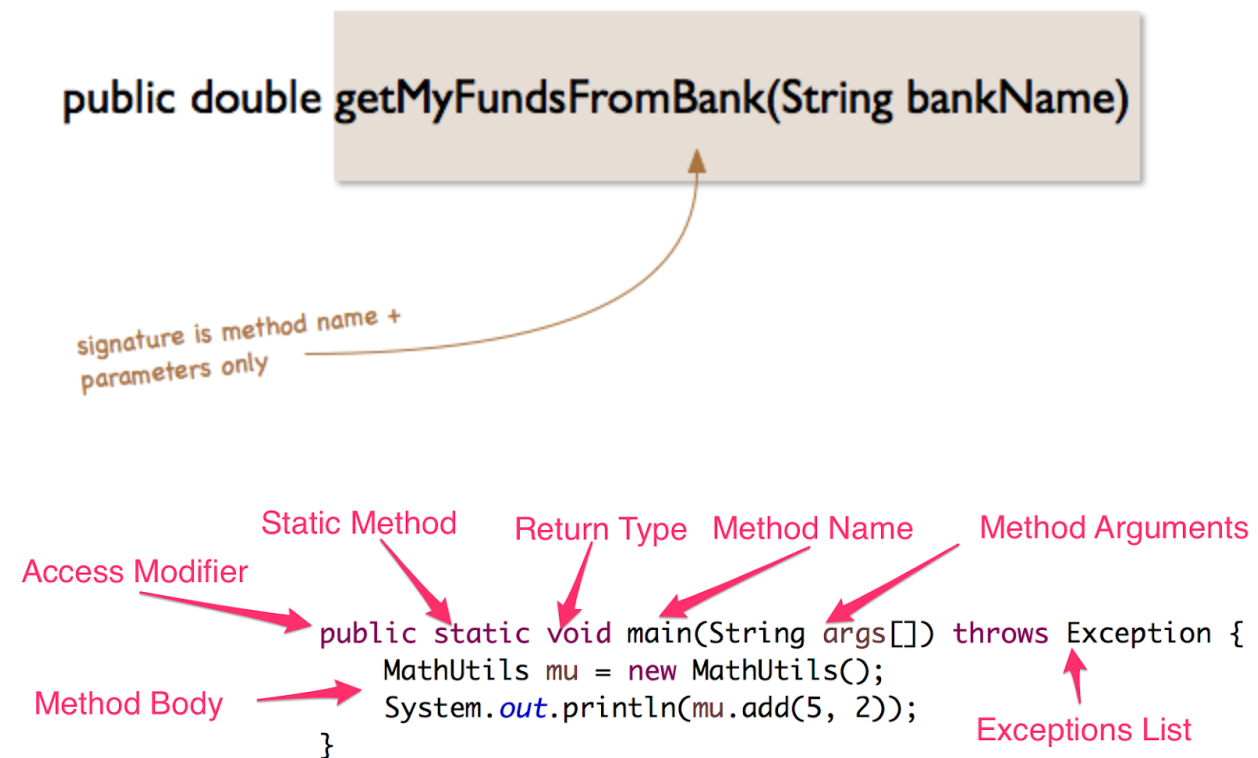 public double getMyFundsFromBank(String bankName)
signature is method name +
parameters only
Static Method
Return Type
Method Name
Method Arguments
Access Modifier
public static void main(String args[]) throws Exception {
MathUtils mu = new MathUtils();
Method Body
System.out.println(mu.add(5, 2));
Exceptions List
}